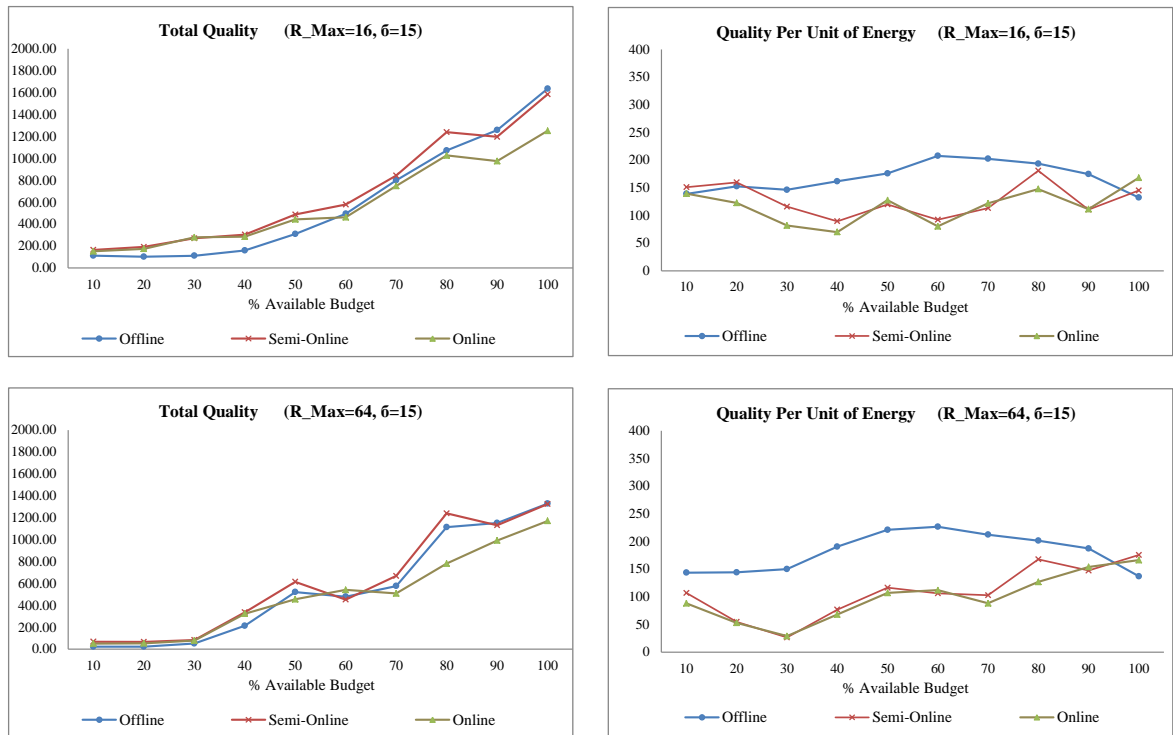 Total Quality (R_Max=16, δ=15)
2000.00
1800.00
1600.00
1400.00
1200.00
1000.00
800.00
600.00
400.00
200.00
0.00
10 20 30 40 50 60 70 80 90 100
% Available Budget
Offline Semi-Online Online
Quality Per Unit of Energy (R_Max=16, δ=15)
400
350
300
250
200
150
100
50
0
10 20 30 40 50 60 70 80 90 100
% Available Budget
Offline Semi-Online Online
Total Quality (R_Max=64, δ=15)
2000.00
1800.00
1600.00
1400.00
1200.00
1000.00
800.00
600.00
400.00
200.00
0.00
10 20 30 40 50 60 70 80 90 100
% Available Budget
Offline Semi-Online Online
Quality Per Unit of Energy (R_Max=64, δ=15)
400
350
300
250
200
150
100
50
0
10 20 30 40 50 60 70 80 90 100
% Available Budget
Offline Semi-Online Online